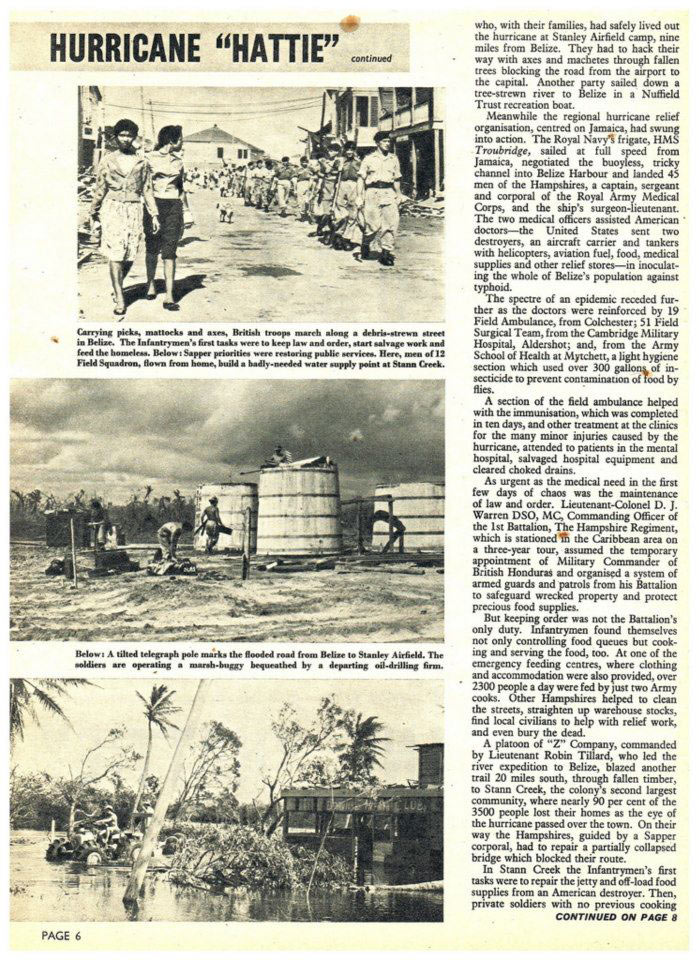 HURRICANE "HATTIE"
continued
Carrying picks, mattocks and axes, British troops march along a debris-strewn street
in Belize. The Infantrymen's first tasks were to keep law and order, start salvage work and
feed the homeless. Below: Sapper priorities were restoring public services. Here, men of 12
Field Squadron, flown from home, build a badly-needed water supply point at Stann Creek.
Below: A tilted telegraph pole marks the flooded road from Belize to Stanley Airfield. The
soldiers are operating a marsh-buggy bequeathed by a departing oil-drilling firm.
PAGE 6
who, with their families, had safely lived out
the hurricane at Stanley Airfield camp, nine
miles from Belize. They had to hack their
way with axes and machetes through fallen
trees blocking the road from the airport to
the capital. Another party sailed down a
tree-strewn river to Belize in a Nuffield
Trust recreation boat.
Meanwhile the regional hurricane relief
organisation, centred on Jamaica, had swung
into action. The Royal Navy's frigate, HMS
Troubridge, sailed at full speed from
Jamaica, negotiated the buoyless, tricky
channel into Belize Harbour and landed 45
men of the Hampshires, a captain, sergeant
and corporal of the Royal Army Medical
Corps, and the ship's surgeon-lieutenant.
The two medical officers assisted American
doctors—the United States sent two
destroyers, an aircraft carrier and tankers
with helicopters, aviation fuel, food, medical
supplies and other relief stores—in inoculat-
ing the whole of Belize's population against
typhoid.
The spectre of an epidemic receded fur-
ther as the doctors were reinforced by 19
Field Ambulance, from Colchester; 51 Field
Surgical Team, from the Cambridge Military
Hospital, Aldershot; and, from the Army
School of Health at Mytchett, a light hygiene
section which used over 300 gallons of in-
secticide to prevent contamination of food by
flies.
A section of the field ambulance helped
with the immunisation, which was completed
in ten days, and other treatment at the clinics
for the many minor injuries caused by the
hurricane, attended to patients in the mental
hospital, salvaged hospital equipment and
cleared choked drains.
As urgent as the medical need in the first
few days of chaos was the maintenance
of law and order. Lieutenant-Colonel D. J.
Warren DSO, MC, Commanding Officer of
the 1st Battalion, The Hampshire Regiment,
which is stationed in the Caribbean area on
a three-year tour, assumed the temporary
appointment of Military Commander of
British Honduras and organised a system of
armed guards and patrols from his Battalion
to safeguard wrecked property and protect
precious food supplies.
But keeping order was not the Battalion's
only duty. Infantrymen found themselves
not only controlling food queues but cook-
ing and serving the food, too. At one of the
emergency feeding centres, where clothing
and accommodation were also provided, over
2300 people a day were fed by just two Army
cooks. Other Hampshires helped to clean
the streets, straighten up warehouse stocks,
find local civilians to help with relief work,
and even bury the dead.
A platoon of "Z" Company, commanded
by Lieutenant Robin Tillard, who led the
river expedition to Belize, blazed another
trail 20 miles south, through fallen timber,
to Stann Creek, the colony's second largest
community, where nearly 90 per cent of the
3500 people lost their homes as the eye of
the hurricane passed over the town. On their
way the Hampshires, guided by a Sapper
corporal, had to repair a partially collapsed
bridge which blocked their route.
In Stann Creek the Infantrymen's first
tasks were to repair the jetty and off-load food
supplies from an American destroyer. Then,
private soldiers with no previous cooking
CONTINUED ON PAGE 8